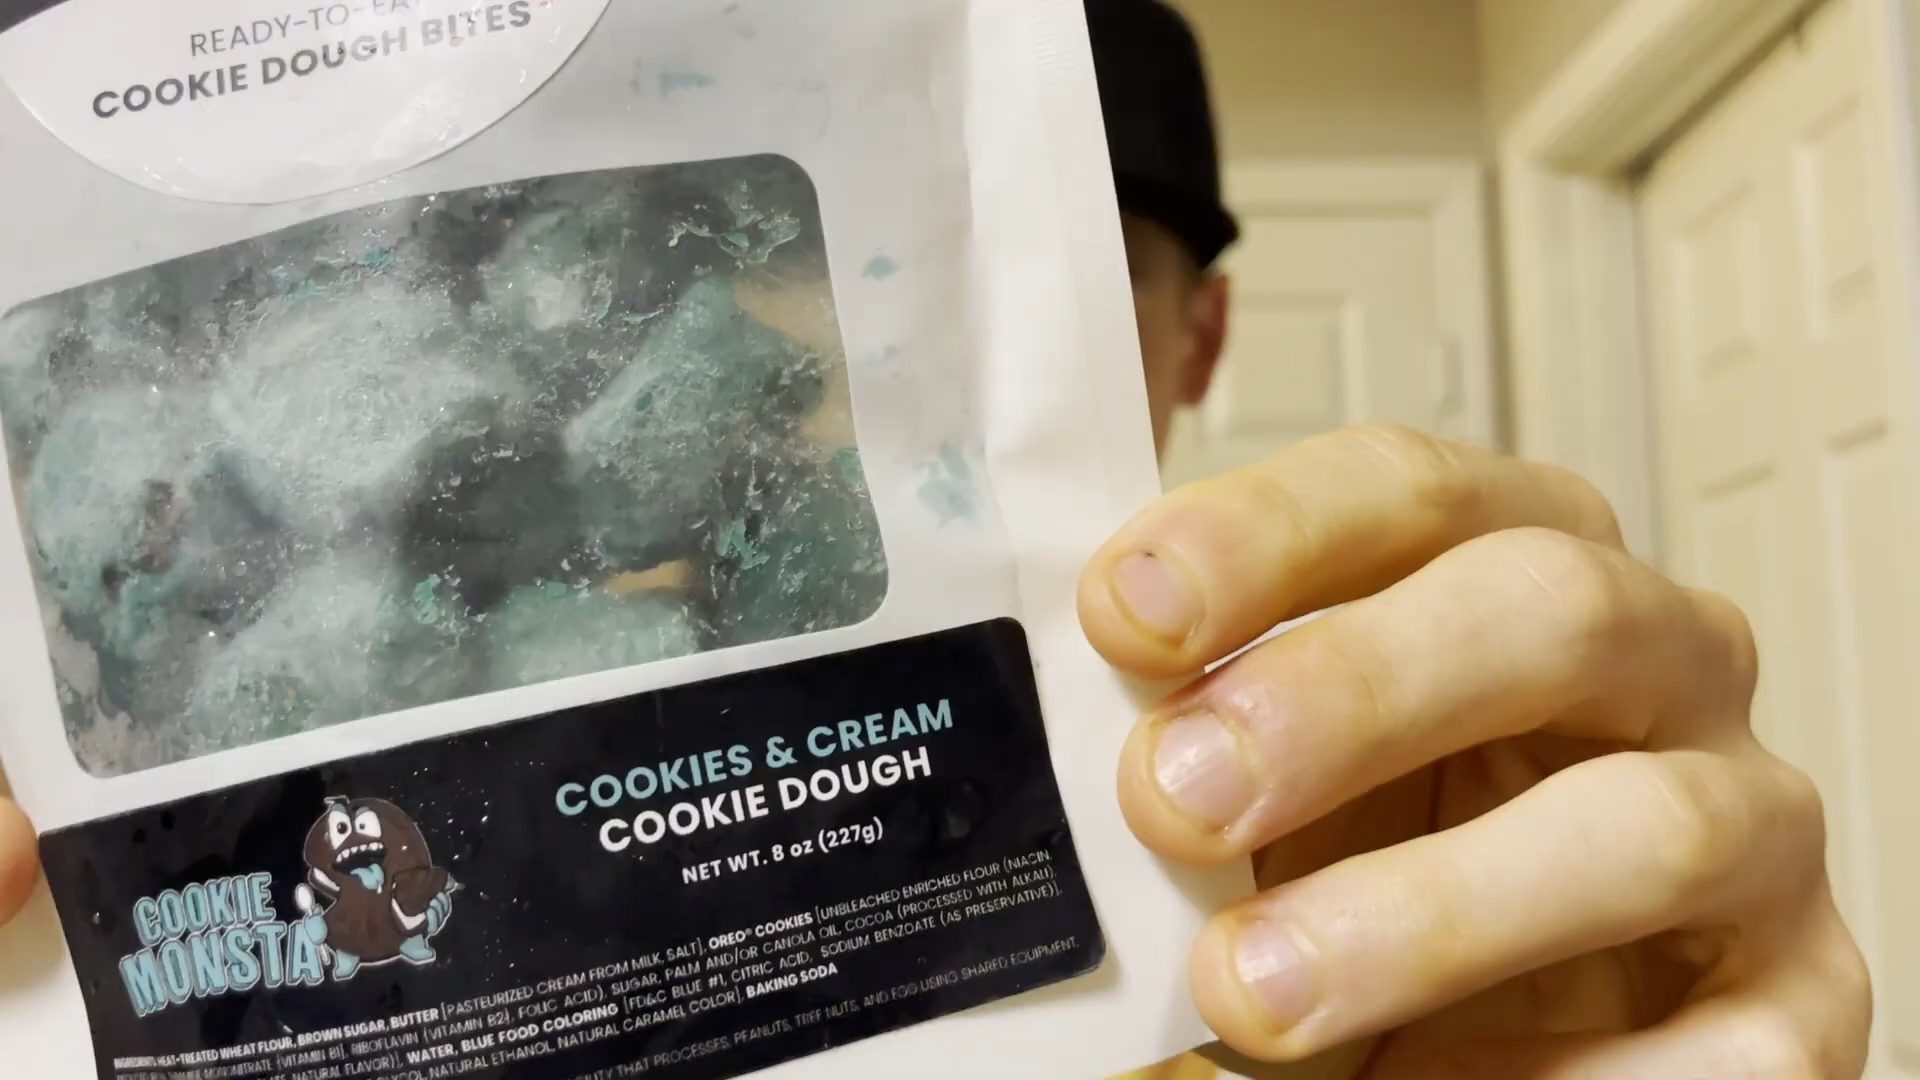 READY-TO-EA
COOKIE DOUGH BITES
COOKIES & CREAM
COOKIE DOUGH
NET WT. 8 oz (227g)
COOKIE
MONSTA
INGREDIENTS: HEAT-TREATED WHEAT FLOUR, BROWN SUGAR, BUTTER [PASTEURIZED CREAM FROM MILK, SALT], OREO® COOKIES [UNBLEACHED ENRICHED FLOUR (NIACIN,
MONONITRATE {VITAMIN B1}, RIBOFLAVIN {VITAMIN B2}, FOLIC ACID), SUGAR, PALM AND/OR CANOLA OIL, COCOA (PROCESSED WITH ALKALI),
NATURAL FLAVOR)], WATER, BLUE FOOD COLORING [FD&C BLUE #1, CITRIC ACID, SODIUM BENZOATE (AS PRESERVATIVE)],
NATURAL ETHANOL, NATURAL CARAMEL COLOR], BAKING SODA
THAT PROCESSES PEANUTS, TREE NUTS, AND EGG USING SHARED EQUIPMENT.